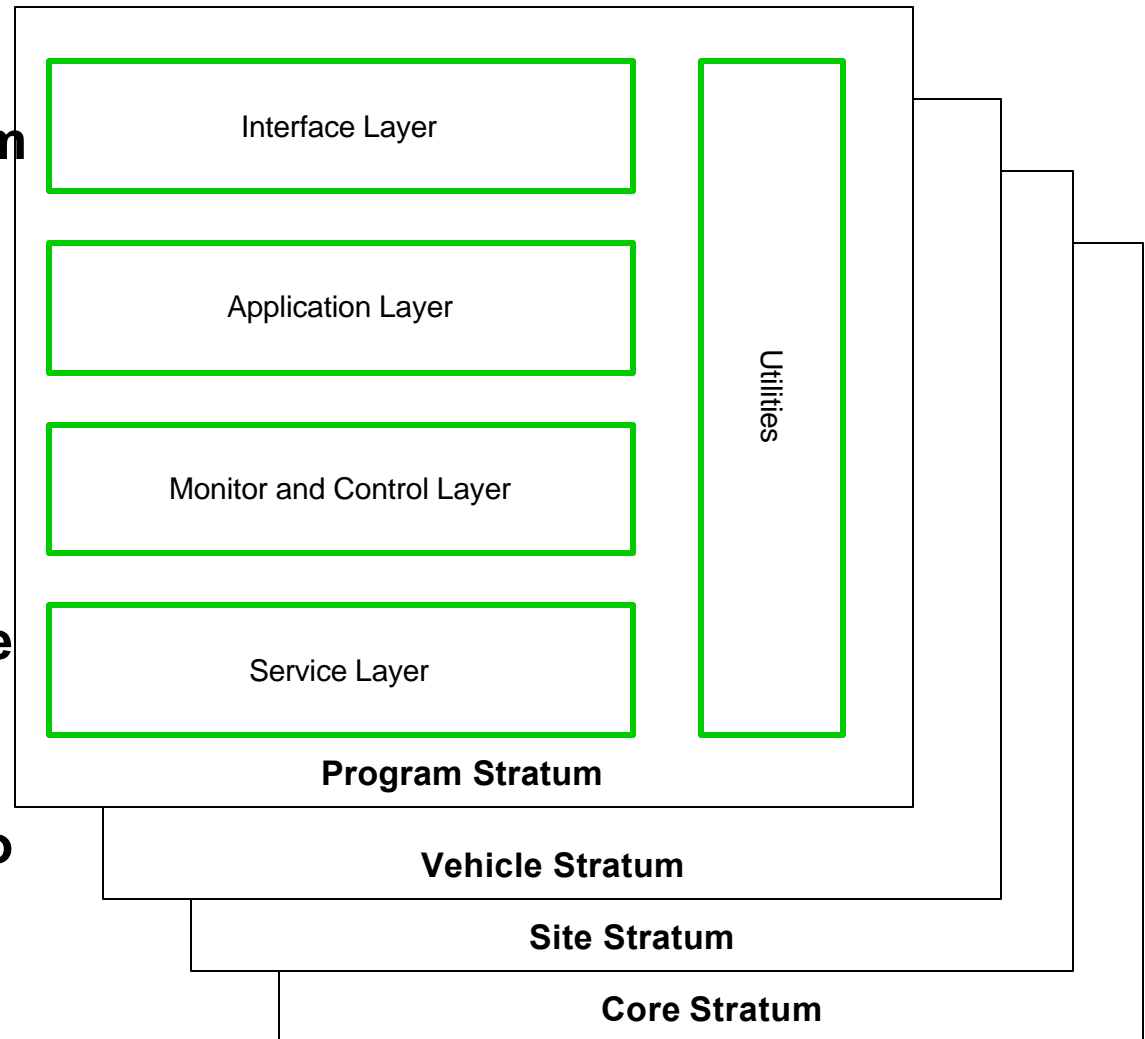 m
Interface Layer
Application Layer
Utilities
Monitor and Control Layer
e
Service Layer
Program Stratum
o
Vehicle Stratum
Site Stratum
Core Stratum